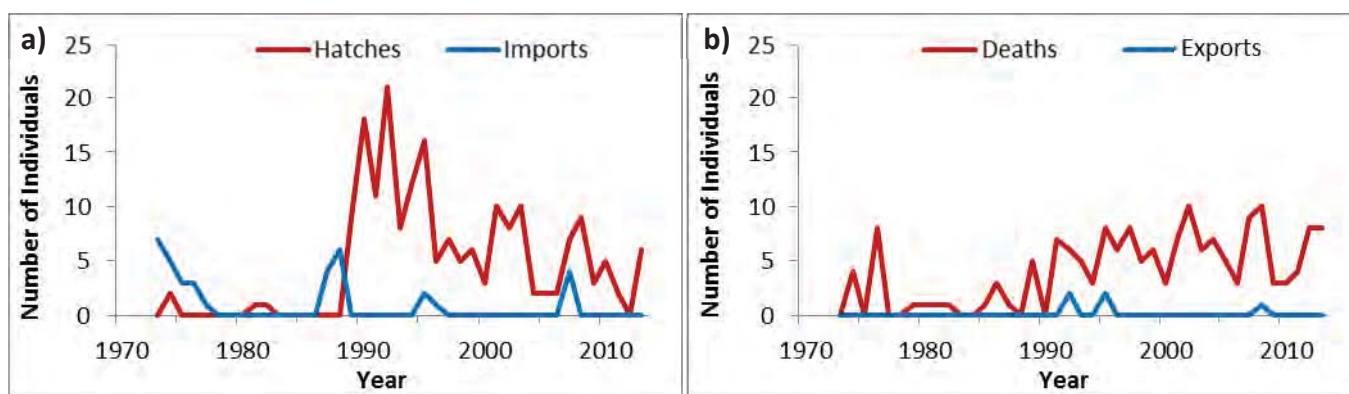 a)
Hatches
Imports
Number of Individuals
25
20
15
10
5
0
1970
1980
1990
2000
2010
Year
b)
Deaths
Exports
Number of Individuals
25
20
15
10
5
0
1970
1980
1990
2000
2010
Year